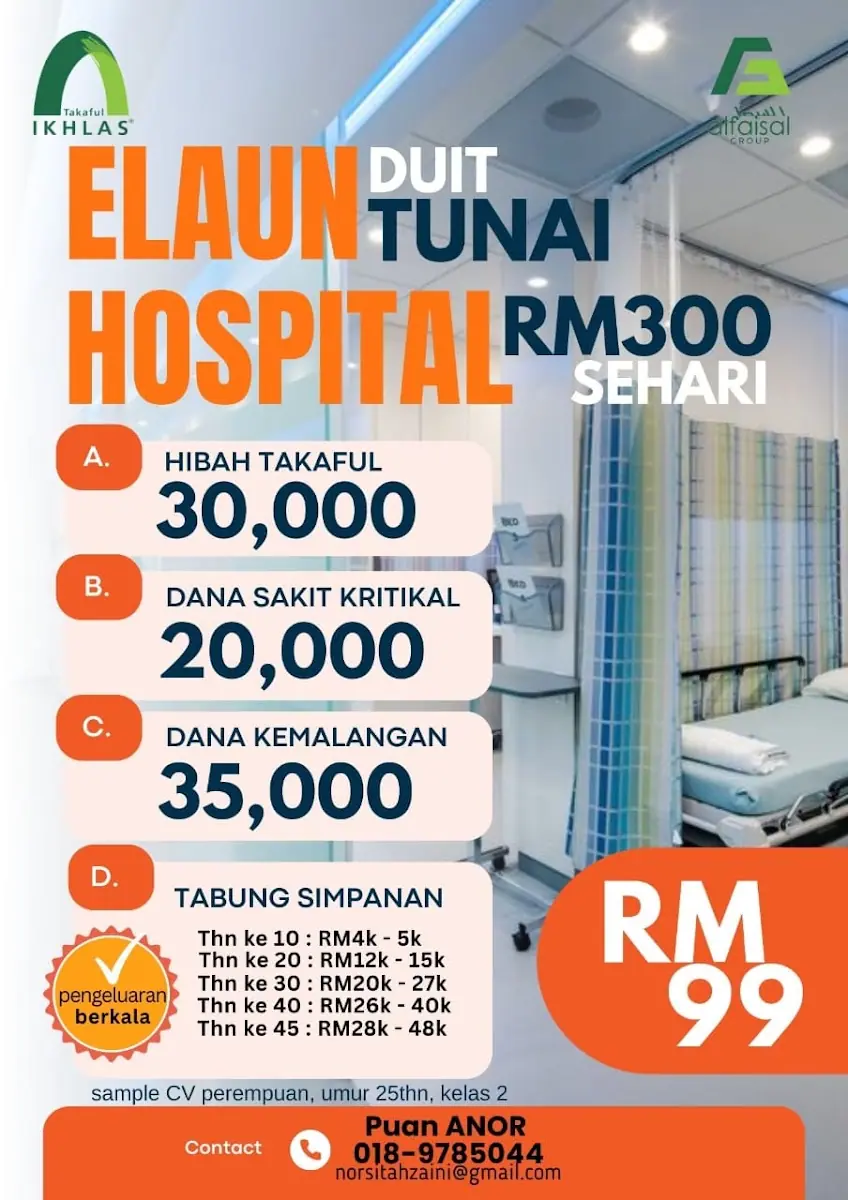 Takaful
IKHLAS
الفيصل
alfaisal
GROUP
ELAUN
DUIT
TUNAI
HOSPITAL
RM300
SEHARI
A.
HIBAH TAKAFUL
30,000
B.
DANA SAKIT KRITIKAL
20,000
C.
DANA KEMALANGAN
35,000
D.
TABUNG SIMPANAN
Thn ke 10 : RM4k - 5k
Thn ke 20 : RM12k - 15k
Thn ke 30 : RM20k - 27k
Thn ke 40 : RM26k - 40k
Thn ke 45 : RM28k - 48k
pengeluaran
berkala
RM
99
sample CV perempuan, umur 25thn, kelas 2
Contact
Puan ANOR
018-9785044
norsitahzaini@gmail.com